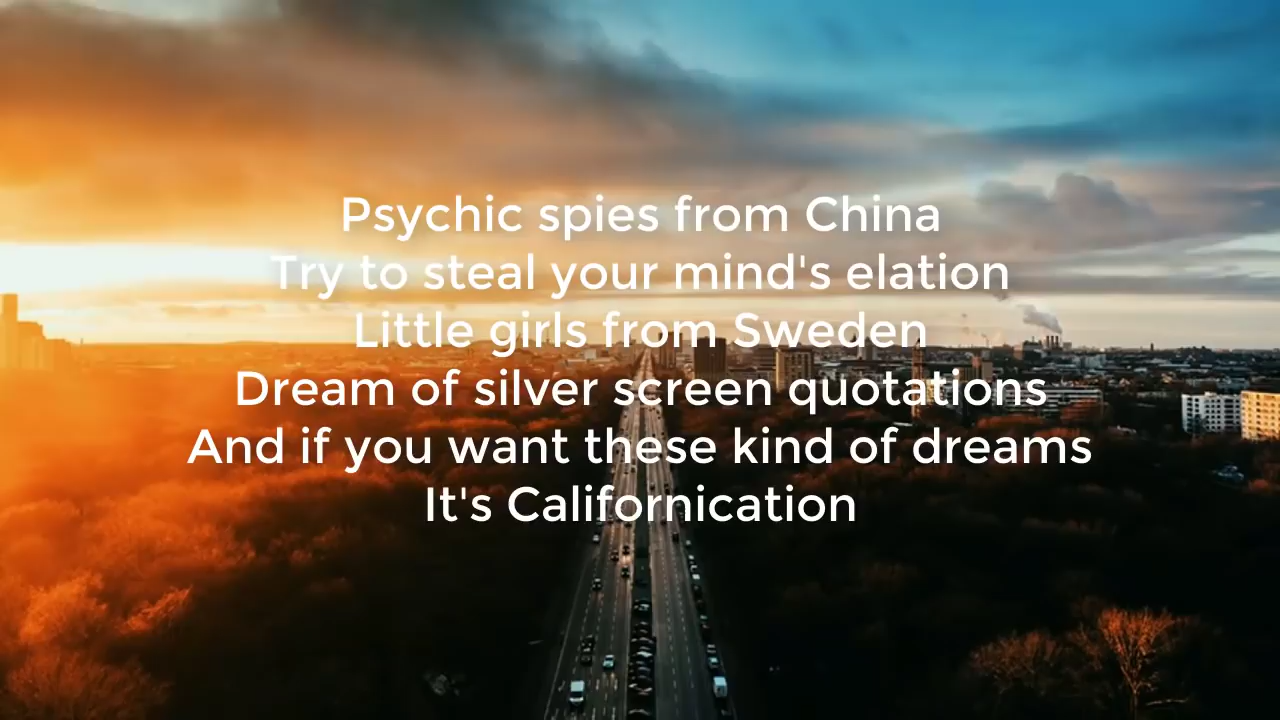 Psychic spies from China
Try to steal your mind's elation
Little girls from Sweden
Dream of silver screen quotations
And if you want these kind of dreams
It's Californication